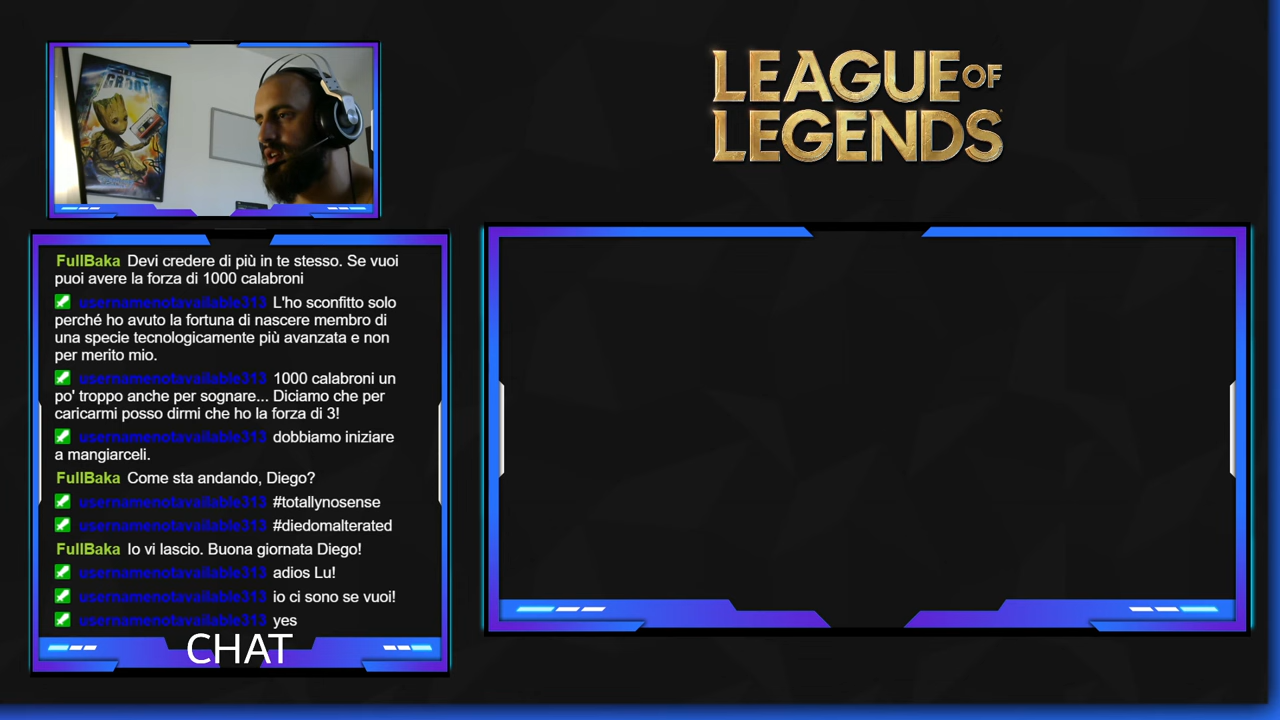 GROOT
LEAGUE OF
LEGENDS
FullBaka Devi credere di più in te stesso. Se vuoi
puoi avere la forza di 1000 calabroni
usernamenotavailable313 L'ho sconfitto solo
perché ho avuto la fortuna di nascere membro di
una specie tecnologicamente più avanzata e non
per merito mio.
usernamenotavailable313 1000 calabroni un
po' troppo anche per sognare... Diciamo che per
caricarmi posso dirmi che ho la forza di 3!
usernamenotavailable313 dobbiamo iniziare
a mangiarceli.
FullBaka Come sta andando, Diego?
usernamenotavailable313 #totallynosense
usernamenotavailable313 #diedomalterated
FullBaka Io vi lascio. Buona giornata Diego!
usernamenotavailable313 adios Lu!
usernamenotavailable313 io ci sono se vuoi!
usernamenotavailable313 yes
CHAT